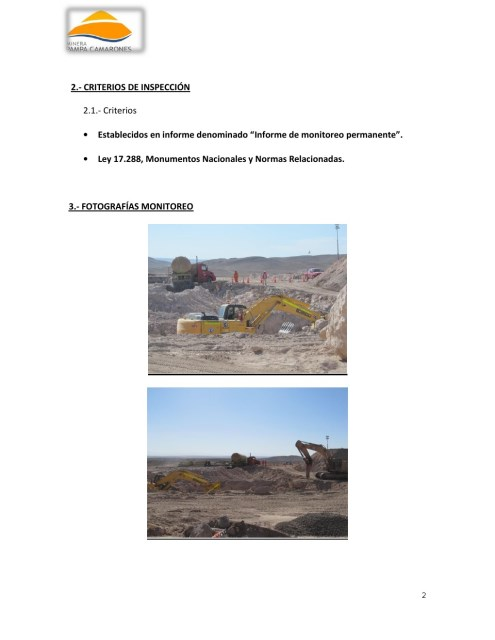 MINERA
PAMPA CAMARONES
2.- CRITERIOS DE INSPECCIÓN
2.1.- Criterios
• Establecidos en informe denominado “Informe de monitoreo permanente”.
• Ley 17.288, Monumentos Nacionales y Normas Relacionadas.
3.- FOTOGRAFÍAS MONITOREO
2